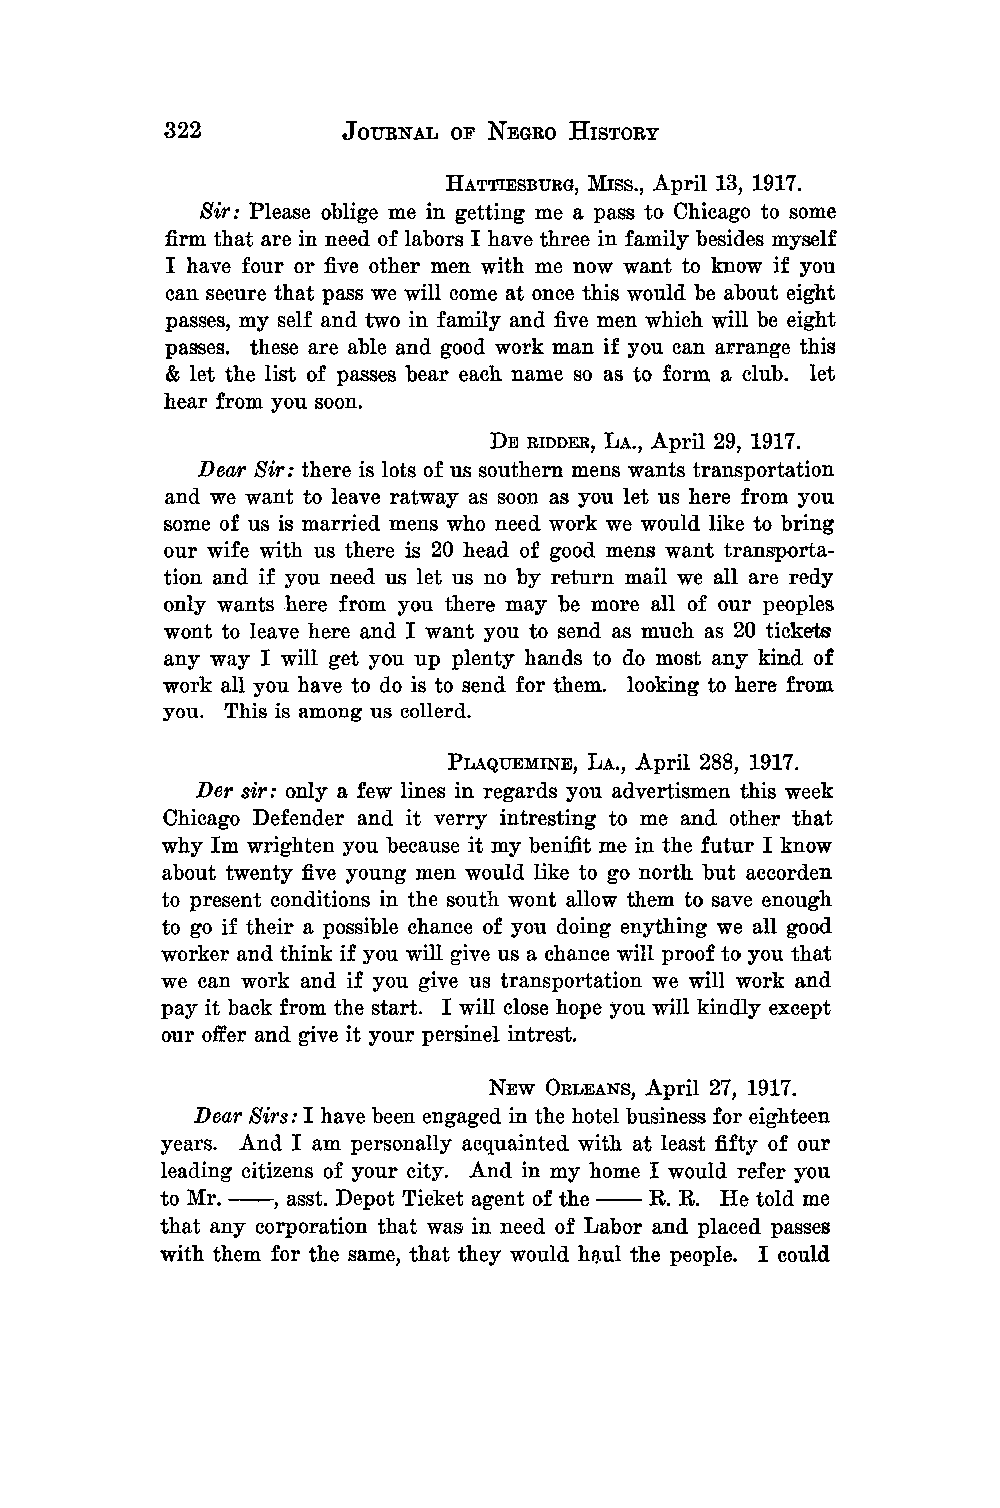 322 JOURNAL OF NEGRO HISTORY
HATTIESBURG, MISS., April 13, 1917.
Sir: Please oblige me in getting me a pass to Chicago to some
firm that are in need of labors I have three in family besides myself
I have four or five other men with me now want to know if you
can secure that pass we will come at once this would be about eight
passes, my self and two in family and five men which will be eight
passes. these are able and good work man if you can arrange this
& let the list of passes bear each name so as to form a club. let
hear from you soon.
DE RIDDER, LA., April 29, 1917.
Dear Sir: there is lots of us southern mens wants transportation
and we want to leave ratway as soon as you let us here from you
some of us is married mens who need work we would like to bring
our wife with us there is 20 head of good mens want transporta-
tion and if you need us let us no by return mail we all are redy
only wants here from you there may be more all of our peoples
wont to leave here and I want you to send as much as 20 tickets
any way I will get you up plenty hands to do most any kind of
work all you have to do is to send for them. looking to here from
you. This is among us collerd.
PLAQUEMINE, LA., April 288, 1917.
Der sir: only a few lines in regards you advertismen this week
Chicago Defender and it verry intresting to me and other that
why Im wrighten you because it my benifit me in the futur I know
about twenty five young men would like to go north but accorden
to present conditions in the south wont allow them to save enough
to go if their a possible chance of you doing enything we all good
worker and think if you will give us a chance will proof to you that
we can work and if you give us transportation we will work and
pay it back from the start. I will close hope you will kindly except
our offer and give it your persinel intrest.
NEW ORLEANS, April 27, 1917.
Dear Sirs: I have been engaged in the hotel business for eighteen
years. And I am personally acquainted with at least fifty of our
leading citizens of your city. And in my home I would refer you
to Mr. ——, asst. Depot Ticket agent of the —— R. R. He told me
that any corporation that was in need of Labor and placed passes
with them for the same, that they would haul the people. I could